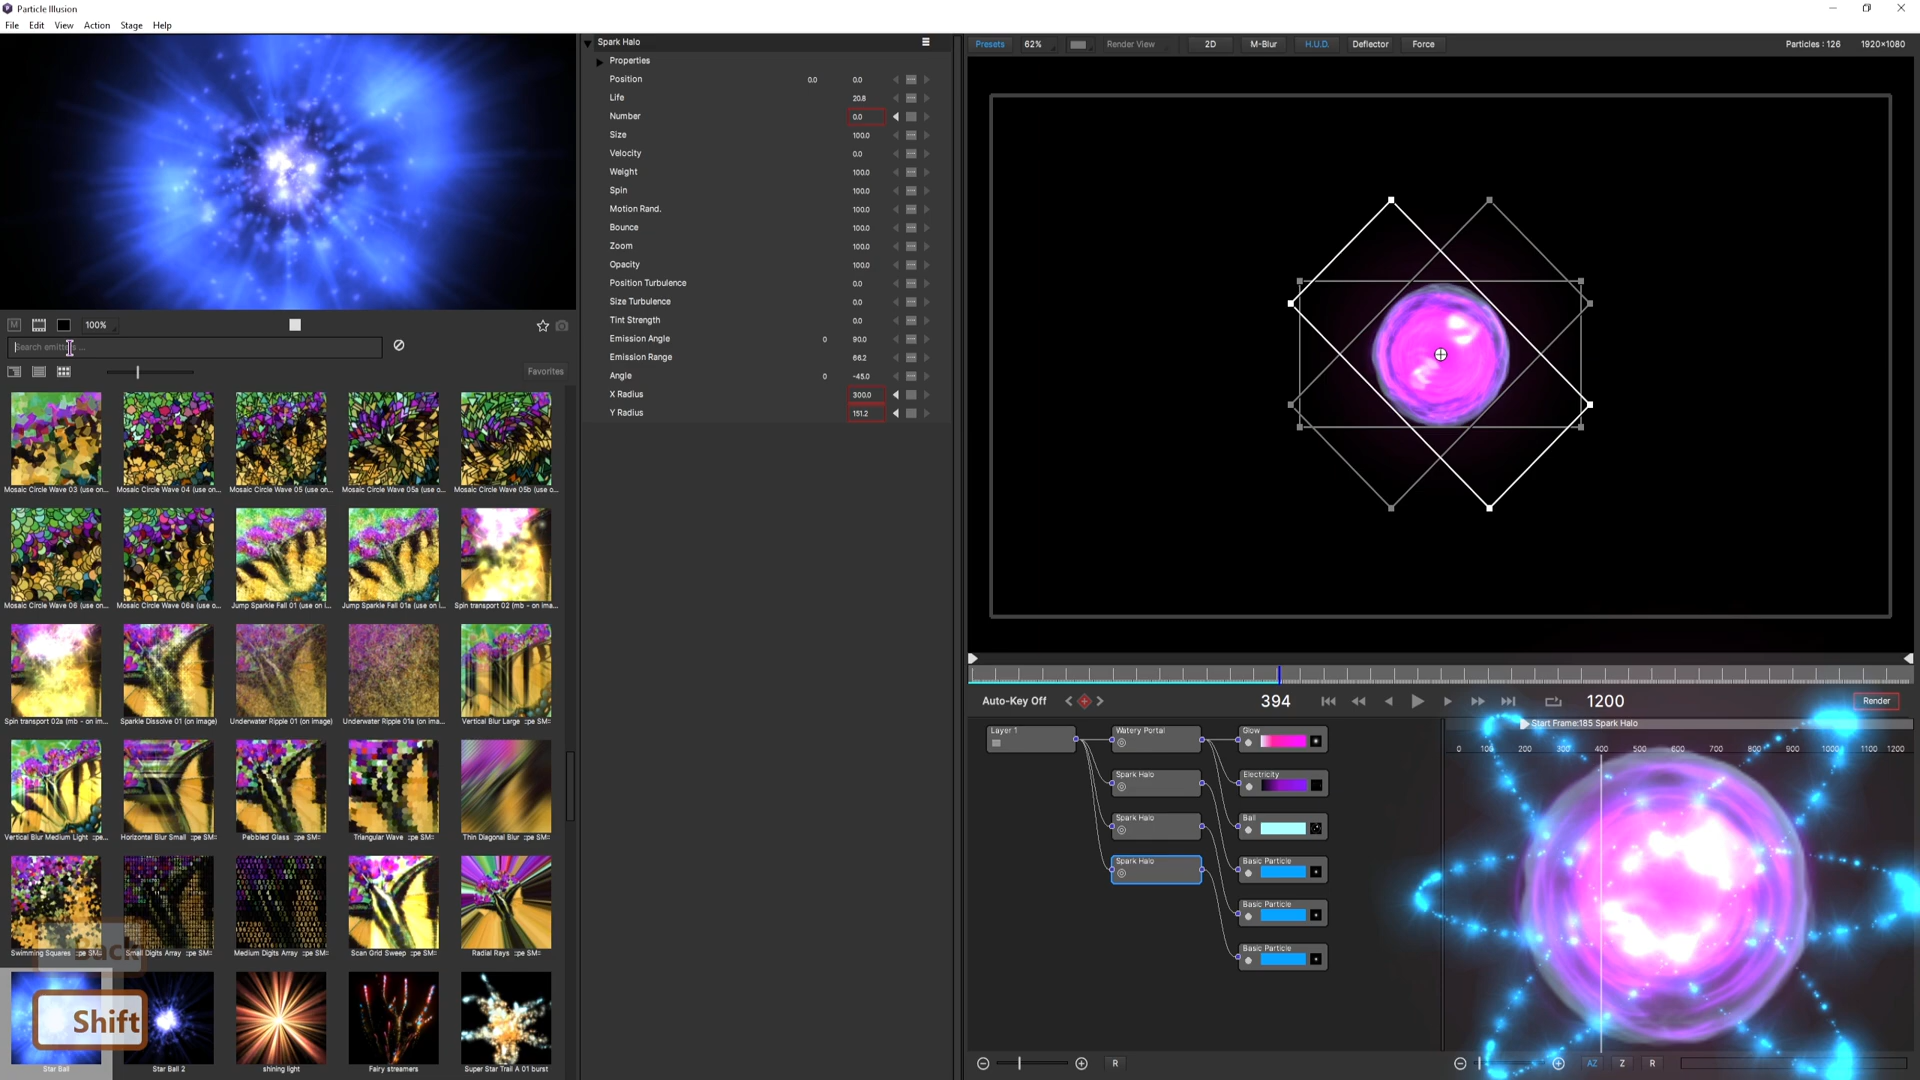 Particle Illusion
File Edit View Action Stage Help
Spark Halo
Properties
Position 0.0 0.0
Life 20.8
Number 0.0
Size 100.0
Velocity 0.0
Weight 100.0
Spin 100.0
Motion Rand. 100.0
Bounce 100.0
Zoom 100.0
Opacity 100.0
Position Turbulence 0.0
Size Turbulence 0.0
Tint Strength 0.0
Emission Angle 0 90.0
Emission Range 66.2
Angle 0 -45.0
X Radius 300.0
Y Radius 151.2
Presets 62% Render View 2D M-Blur H.U.D. Deflector Force Particles : 126 1920×1080
M 100%
Search emitters ...
Favorites
Mosaic Circle Wave 03 (use on... Mosaic Circle Wave 04 (use on... Mosaic Circle Wave 05 (use on... Mosaic Circle Wave 05a (use o... Mosaic Circle Wave 05b (use o...
Mosaic Circle Wave 06 (use on... Mosaic Circle Wave 06a (use o... Jump Sparkle Fall 01 (use on i... Jump Sparkle Fall 01a (use on i... Spin transport 02 (mb - on ima...
Spin transport 02a (mb - on im... Sparkle Dissolve 01 (on image) Underwater Ripple 01 (on image) Underwater Ripple 01a (on ima... Vertical Blur Large ::pe SM=
Vertical Blur Medium Light ::pe... Horizontal Blur Small ::pe SM= Pebbled Glass ::pe SM= Triangular Wave ::pe SM= Thin Diagonal Blur ::pe SM=
Back
Swimming Squares ::pe SM= Small Digits Array ::pe SM= Medium Digits Array ::pe SM= Scan Grid Sweep ::pe SM= Radial Rays ::pe SM=
Shift
Star Ball Star Ball 2 shining light Fairy streamers Super Star Trail A 01 burst
Auto-Key Off 394 1200 Render
Layer 1 Watery Portal Glow
Spark Halo Electricity
Spark Halo Ball
Spark Halo Basic Particle
Basic Particle
Basic Particle
R
Start Frame:185 Spark Halo
0 100 200 300 400 500 600 700 800 900 1000 1100 1200
AZ Z R